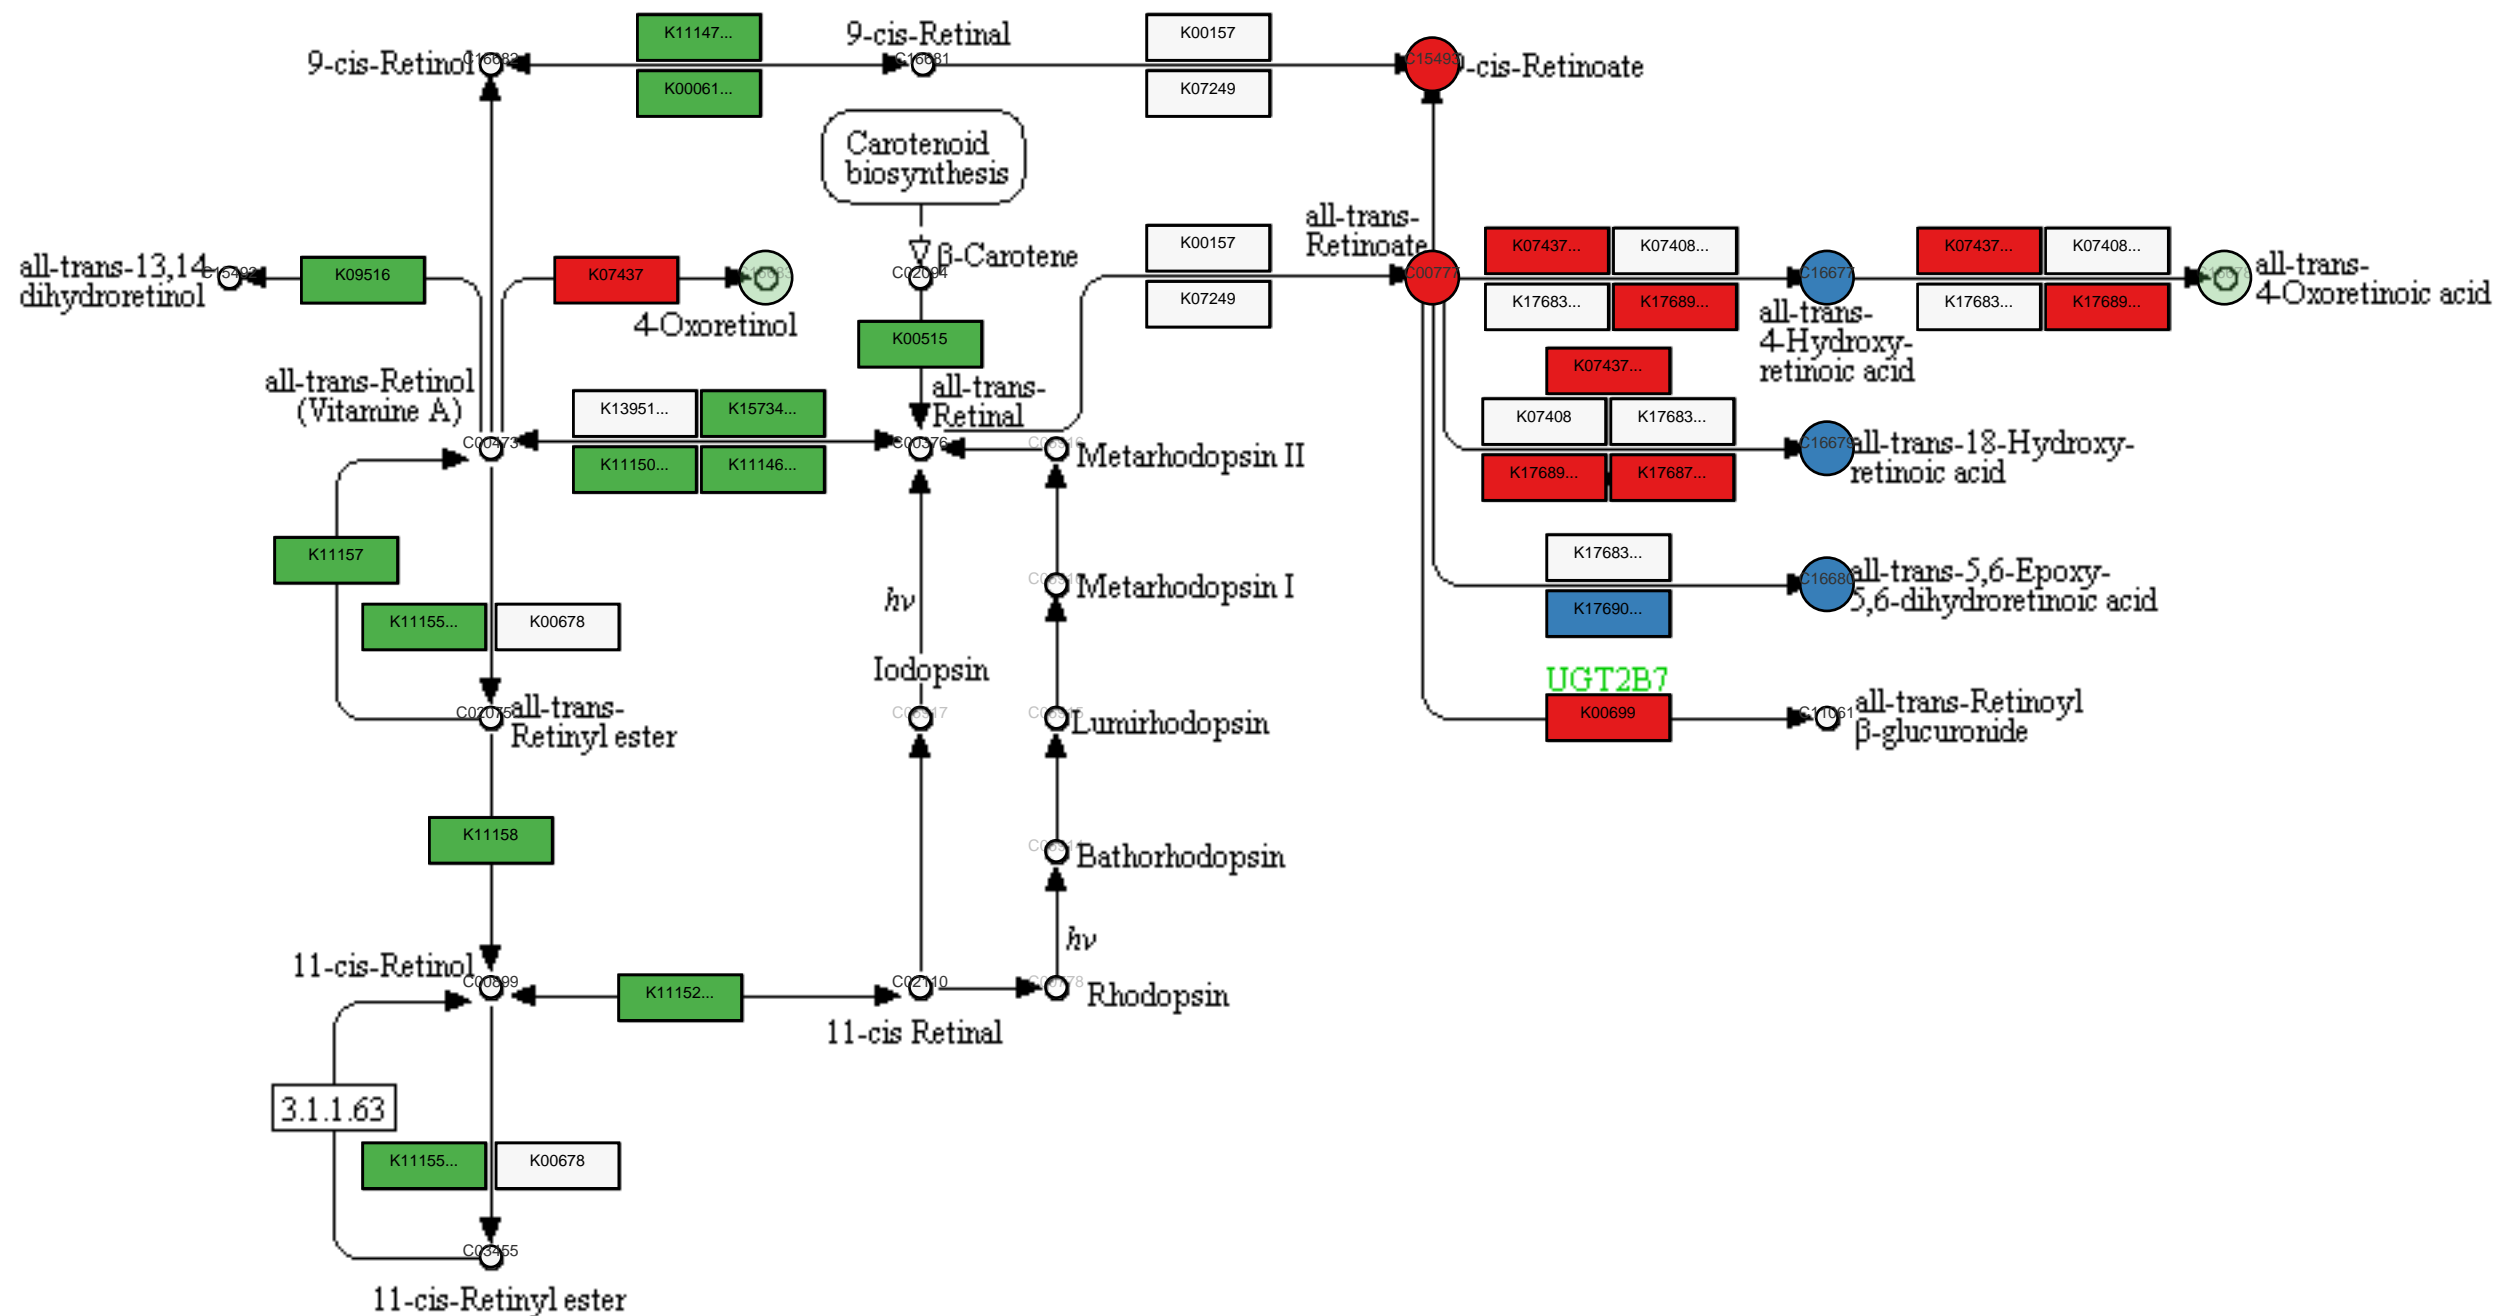 K11147...
9-cis-Retinal
K00157
9-cis-Retinol
C16682
C16681
C15493
9-cis-Retinoate
K00061...
K07249
Carotenoid
biosynthesis
all-trans-
Retinoate
K00157
K07437...
K07408...
K07437...
K07408...
all-trans-13,14-
dihydroretinol
C15492
K09516
K07437
C16683
β-Carotene
C02094
C00777
C16677
C16678
all-trans-
4-Oxoretinoic acid
K07249
K17683...
K17689...
K17683...
K17689...
4-Oxoretinol
all-trans-
4-Hydroxy-
retinoic acid
K00515
K07437...
all-trans-Retinol
(Vitamine A)
all-trans-
Retinal
K13951...
K15734...
K07408
K17683...
C00473
C00376
Metarhodopsin II
C16679
all-trans-18-Hydroxy-
retinoic acid
K11150...
K11146...
K17689...
K17687...
K11157
K17683...
Metarhodopsin I
C16680
all-trans-5,6-Epoxy-
5,6-dihydroretinoic acid
hν
K17690...
K11155...
K00678
Iodopsin
UGT2B7
C02075
all-trans-
Retinyl ester
Lumirhodopsin
K00699
C11061
all-trans-Retinoyl
β-glucuronide
K11158
Bathorhodopsin
hν
11-cis-Retinol
C00899
K11152...
C02110
Rhodopsin
11-cis Retinal
3.1.1.63
K11155...
K00678
C03455
11-cis-Retinyl ester